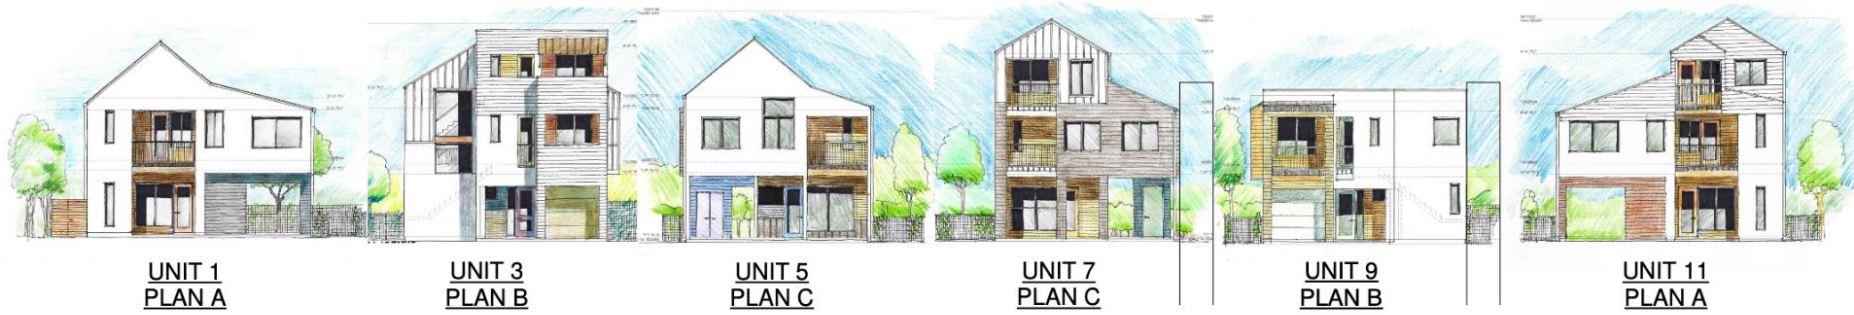 UNIT 1
PLAN A
UNIT 3
PLAN B
UNIT 5
PLAN C
UNIT 7
PLAN C
UNIT 9
PLAN B
UNIT 11
PLAN A